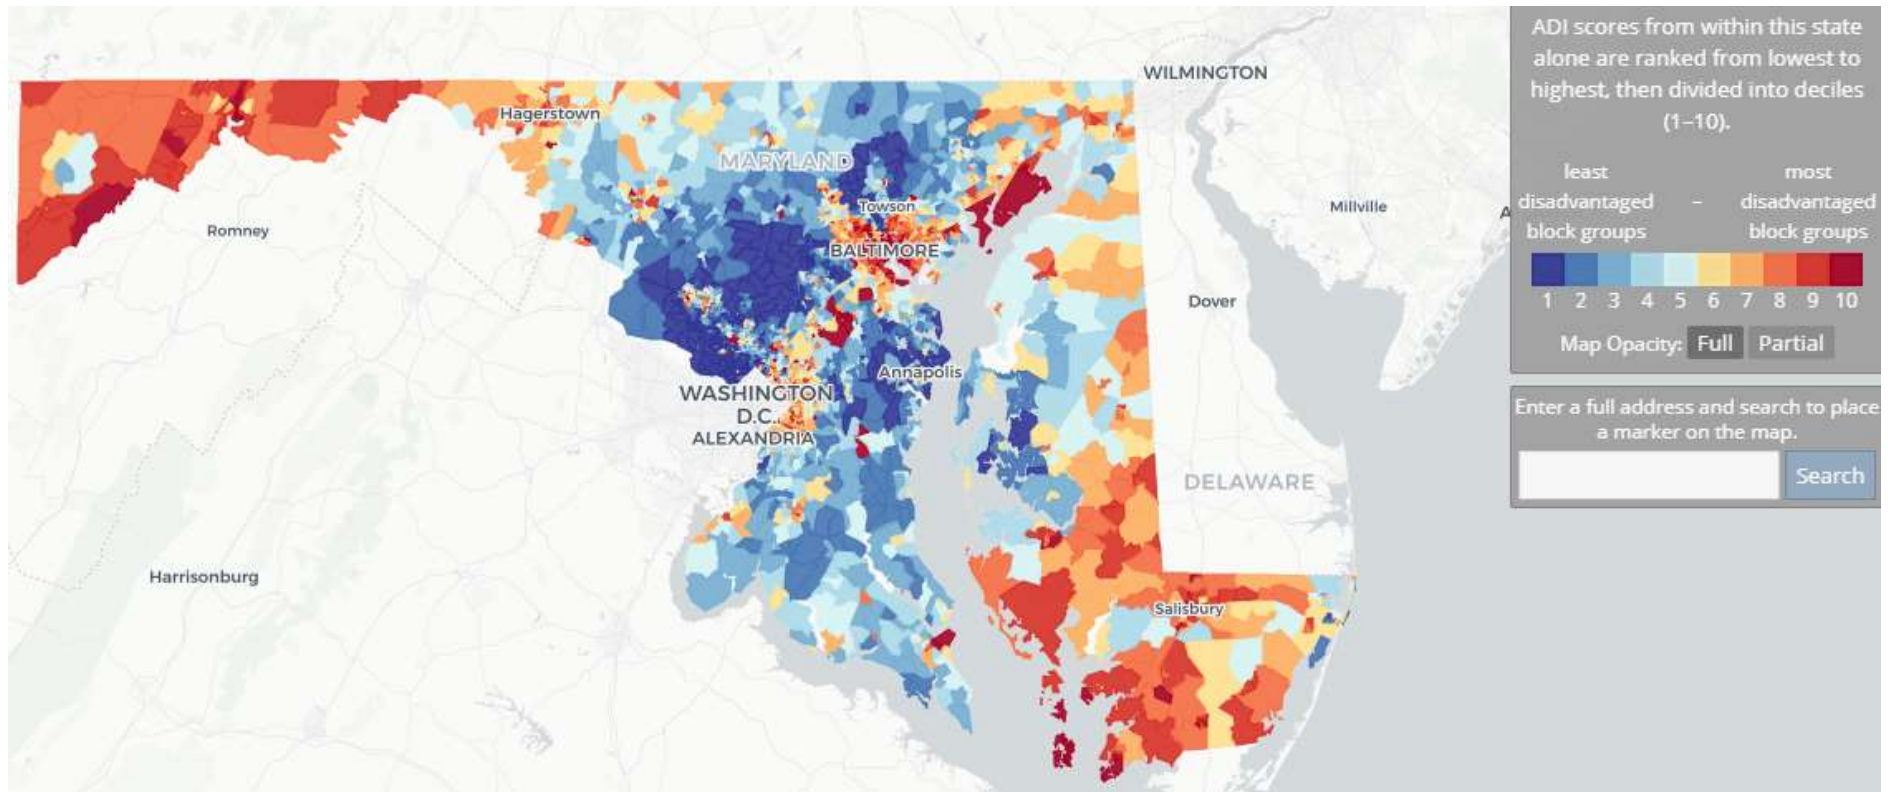 ADI scores from within this state
alone are ranked from lowest to
highest, then divided into deciles
(1–10).
least
disadvantaged
block groups
–
most
disadvantaged
block groups
1 2 3 4 5 6 7 8 9 10
Map Opacity: Full Partial
Enter a full address and search to place
a marker on the map.
Search
WILMINGTON
Hagerstown
MARYLAND
Towson
Millville
A
Romney
BALTIMORE
Dover
Annapolis
WASHINGTON
D.C.
ALEXANDRIA
DELAWARE
Harrisonburg
Salisbury